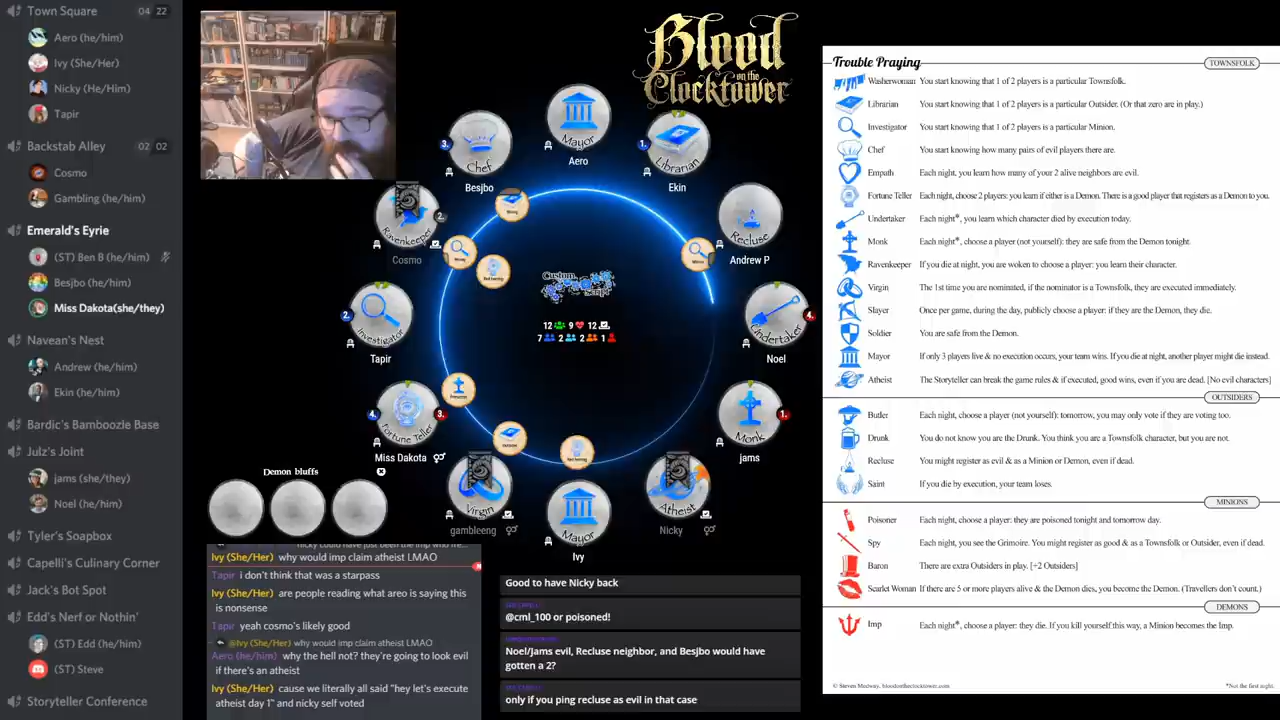 Town Square
04 22
Aero (he/him)
Ivy (She/Her)
Nicky (He/Him)
Tapir
Backstab Alley
02 02
Cosmo
Gambling (he/him)
Emerald's Eyrie
(ST) Ben B (he/him)
Besjbo (he/him)
Miss Dakota(she/they)
Navean's Nest
Andrew (he/him)
Ekin (he/him)
Bardic's Bamboozle Base
Julz's Joint
jams (she/they)
Noel (he/him)
Tyler's Soapbox
Capelli's Culinary Corner
Jack's Bot Spot
Edd's Nerf or Nothin'
(ST) Edd (he/him)
(ST) Steve
Storyteller Conference
Blood
on the
Clocktower
Mayor
Aero
3.
Chef
Besjbo
1.
Librarian
Ekin
Recluse
Andrew P
Undertaker
4.
Noel
Monk
1.
jams
Atheist
Nicky
Mayor
Ivy
Virgin
gambleeng
4.
Fortune Teller
3.
Miss Dakota
2.
Investigator
Tapir
Ravenkeeper
2.
Cosmo
Custom
Script
12 9 12
7 2 2 1
Demon bluffs
Ivy (She/Her) why would imp claim atheist LMAO
Tapir i don't think that was a starpass
Ivy (She/Her) are people reading what areo is saying this
is nonsense
Tapir yeah cosmo's likely good
@Ivy (She/Her) why would imp claim atheist LMAO
Aero (he/him) why the hell not? they're going to look evil
if there's an atheist
Ivy (She/Her) cause we literally all said "hey let's execute
atheist day 1" and nicky self voted
Good to have Nicky back
@cml_100 or poisoned!
Noel/Jams evil, Recluse neighbor, and Besjbo would have
gotten a 2?
only if you ping recluse as evil in that case
Trouble Praying
TOWNSFOLK
Washerwoman You start knowing that 1 of 2 players is a particular Townsfolk.
Librarian You start knowing that 1 of 2 players is a particular Outsider. (Or that zero are in play.)
Investigator You start knowing that 1 of 2 players is a particular Minion.
Chef You start knowing how many pairs of evil players there are.
Empath Each night, you learn how many of your 2 alive neighbors are evil.
Fortune Teller Each night, choose 2 players: you learn if either is a Demon. There is a good player that registers as a Demon to you.
Undertaker Each night*, you learn which character died by execution today.
Monk Each night*, choose a player (not yourself): they are safe from the Demon tonight.
Ravenkeeper If you die at night, you are woken to choose a player: you learn their character.
Virgin The 1st time you are nominated, if the nominator is a Townsfolk, they are executed immediately.
Slayer Once per game, during the day, publicly choose a player: if they are the Demon, they die.
Soldier You are safe from the Demon.
Mayor If only 3 players live & no execution occurs, your team wins. If you die at night, another player might die instead.
Atheist The Storyteller can break the game rules & if executed, good wins, even if you are dead. [No evil characters]
OUTSIDERS
Butler Each night, choose a player (not yourself): tomorrow, you may only vote if they are voting too.
Drunk You do not know you are the Drunk. You think you are a Townsfolk character, but you are not.
Recluse You might register as evil & as a Minion or Demon, even if dead.
Saint If you die by execution, your team loses.
MINIONS
Poisoner Each night, choose a player: they are poisoned tonight and tomorrow day.
Spy Each night, you see the Grimoire. You might register as good & as a Townsfolk or Outsider, even if dead.
Baron There are extra Outsiders in play. [+2 Outsiders]
Scarlet Woman If there are 5 or more players alive & the Demon dies, you become the Demon. (Travellers don't count.)
DEMONS
Imp Each night*, choose a player: they die. If you kill yourself this way, a Minion becomes the Imp.
© Steven Medway, bloodontheclocktower.com
*Not the first night.